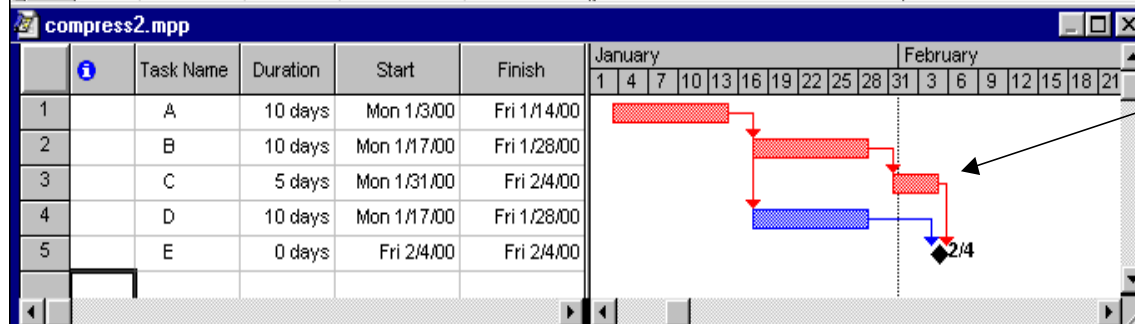 compress2.mpp
Task Name Duration Start Finish January February
1 4 7 10 13 16 19 22 25 28 31 3 6 9 12 15 18 21
1 A 10 days Mon 1/3/00 Fri 1/14/00
2 B 10 days Mon 1/17/00 Fri 1/28/00
3 C 5 days Mon 1/31/00 Fri 2/4/00
4 D 10 days Mon 1/17/00 Fri 1/28/00
5 E 0 days Fri 2/4/00 Fri 2/4/00 2/4